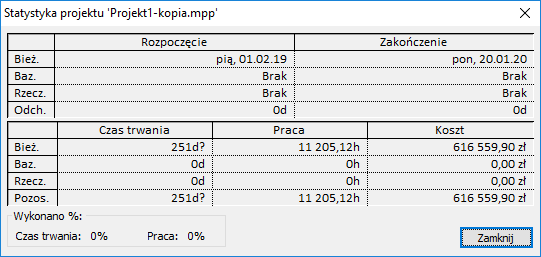 Statystyka projektu 'Projekt1-kopia.mpp'
Rozpoczęcie Zakończenie
Bież. pią, 01.02.19 pon, 20.01.20
Baz. Brak Brak
Rzecz. Brak Brak
Odch. 0d 0d
Czas trwania Praca Koszt
Bież. 251d? 11 205,12h 616 559,90 zł
Baz. 0d 0h 0,00 zł
Rzecz. 0d 0h 0,00 zł
Pozos. 251d? 11 205,12h 616 559,90 zł
Wykonano %:
Czas trwania: 0% Praca: 0%
Zamknij